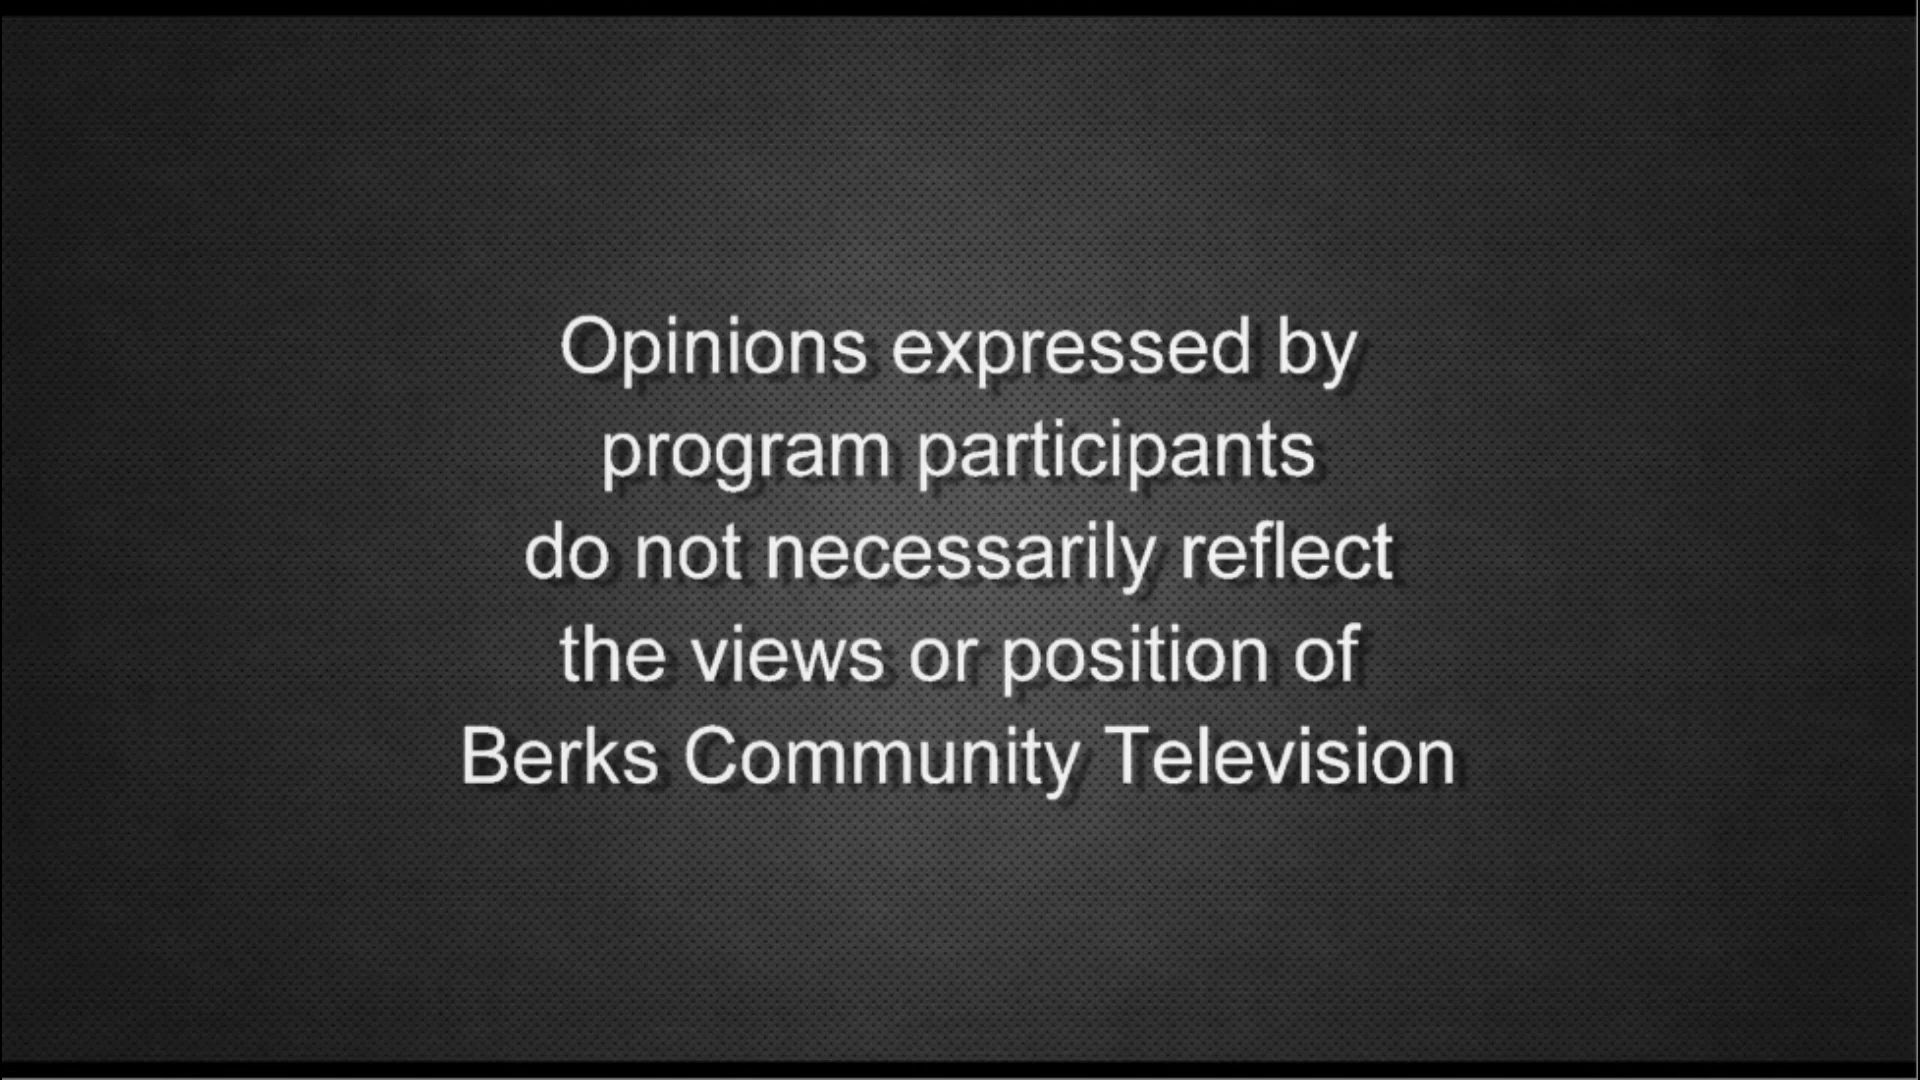 Opinions expressed by
program participants
do not necessarily reflect
the views or position of
Berks Community Television